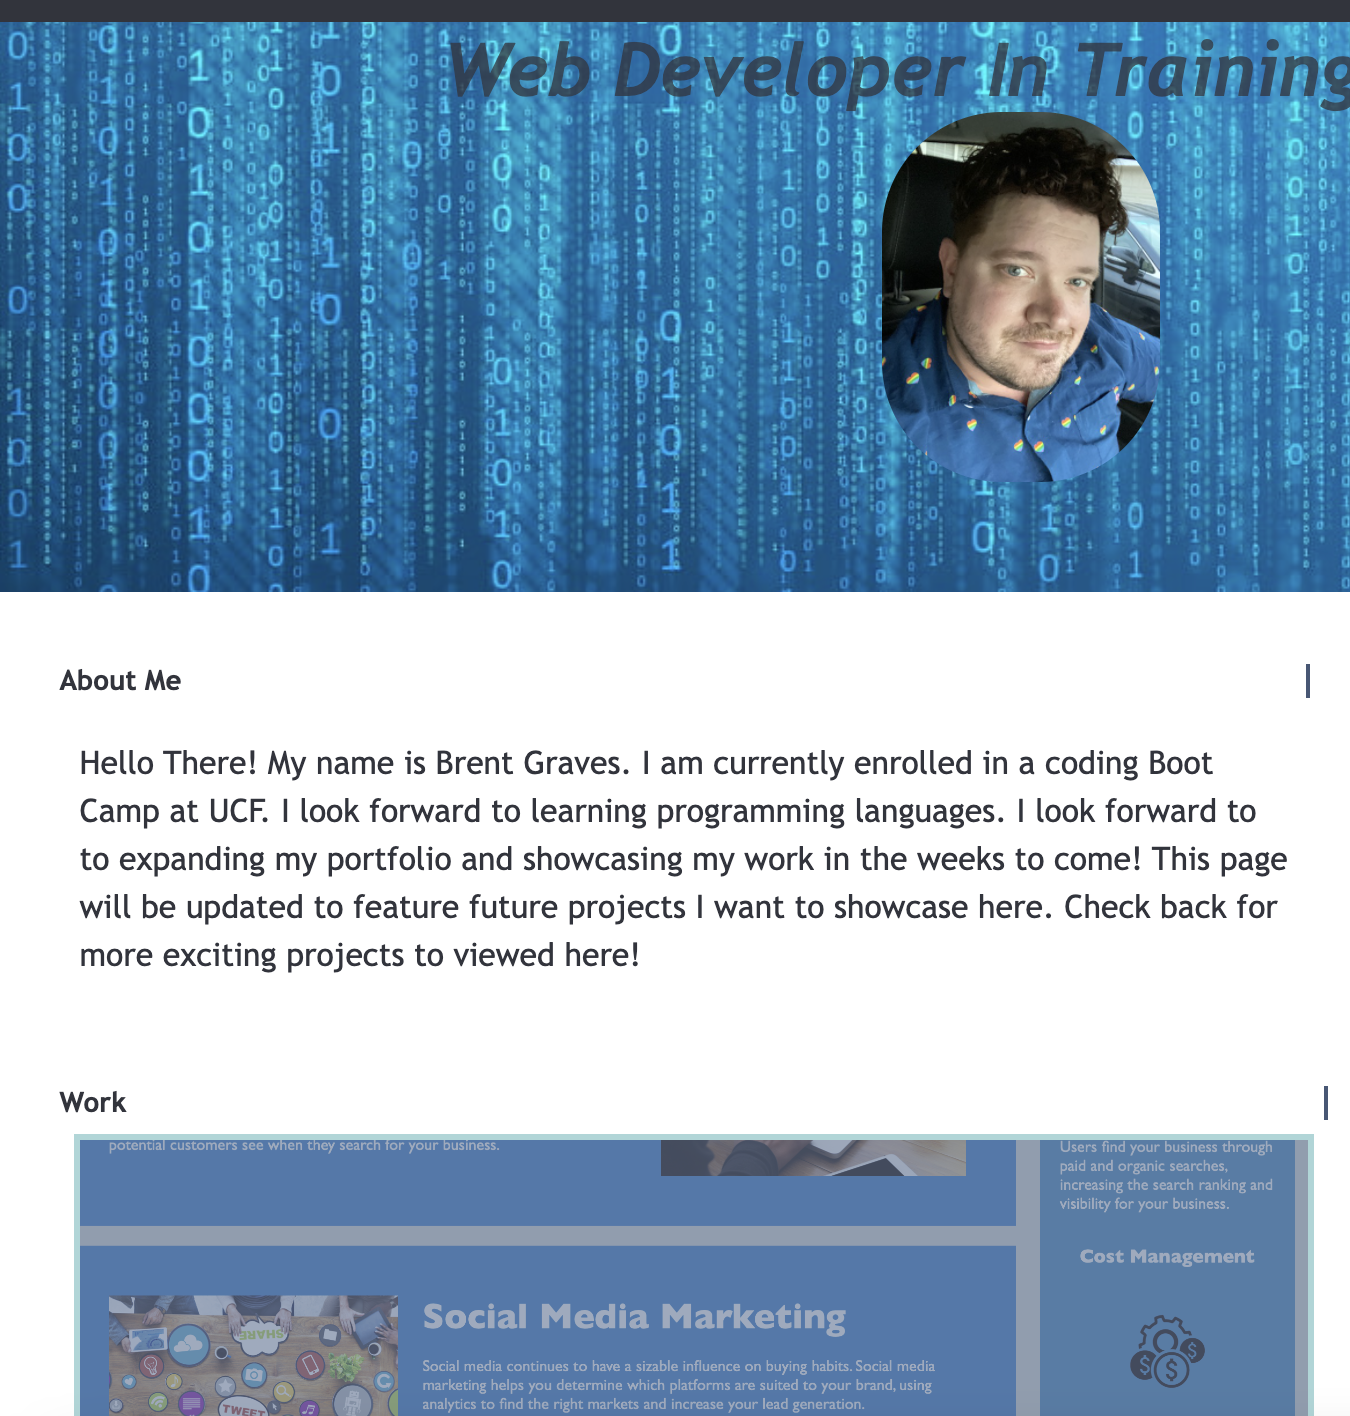 Web Developer In Training
About Me
Hello There! My name is Brent Graves. I am currently enrolled in a coding Boot
Camp at UCF. I look forward to learning programming languages. I look forward to
to expanding my portfolio and showcasing my work in the weeks to come! This page
will be updated to feature future projects I want to showcase here. Check back for
more exciting projects to viewed here!
Work
potential customers see when they search for your business.
Users find your business through
paid and organic searches,
increasing the search ranking and
visibility for your business.
Cost Management
Social Media Marketing
Social media continues to have a sizable influence on buying habits. Social media
marketing helps you determine which platforms are suited to your brand, using
analytics to find the right markets and increase your lead generation.
SHARE
TWEET